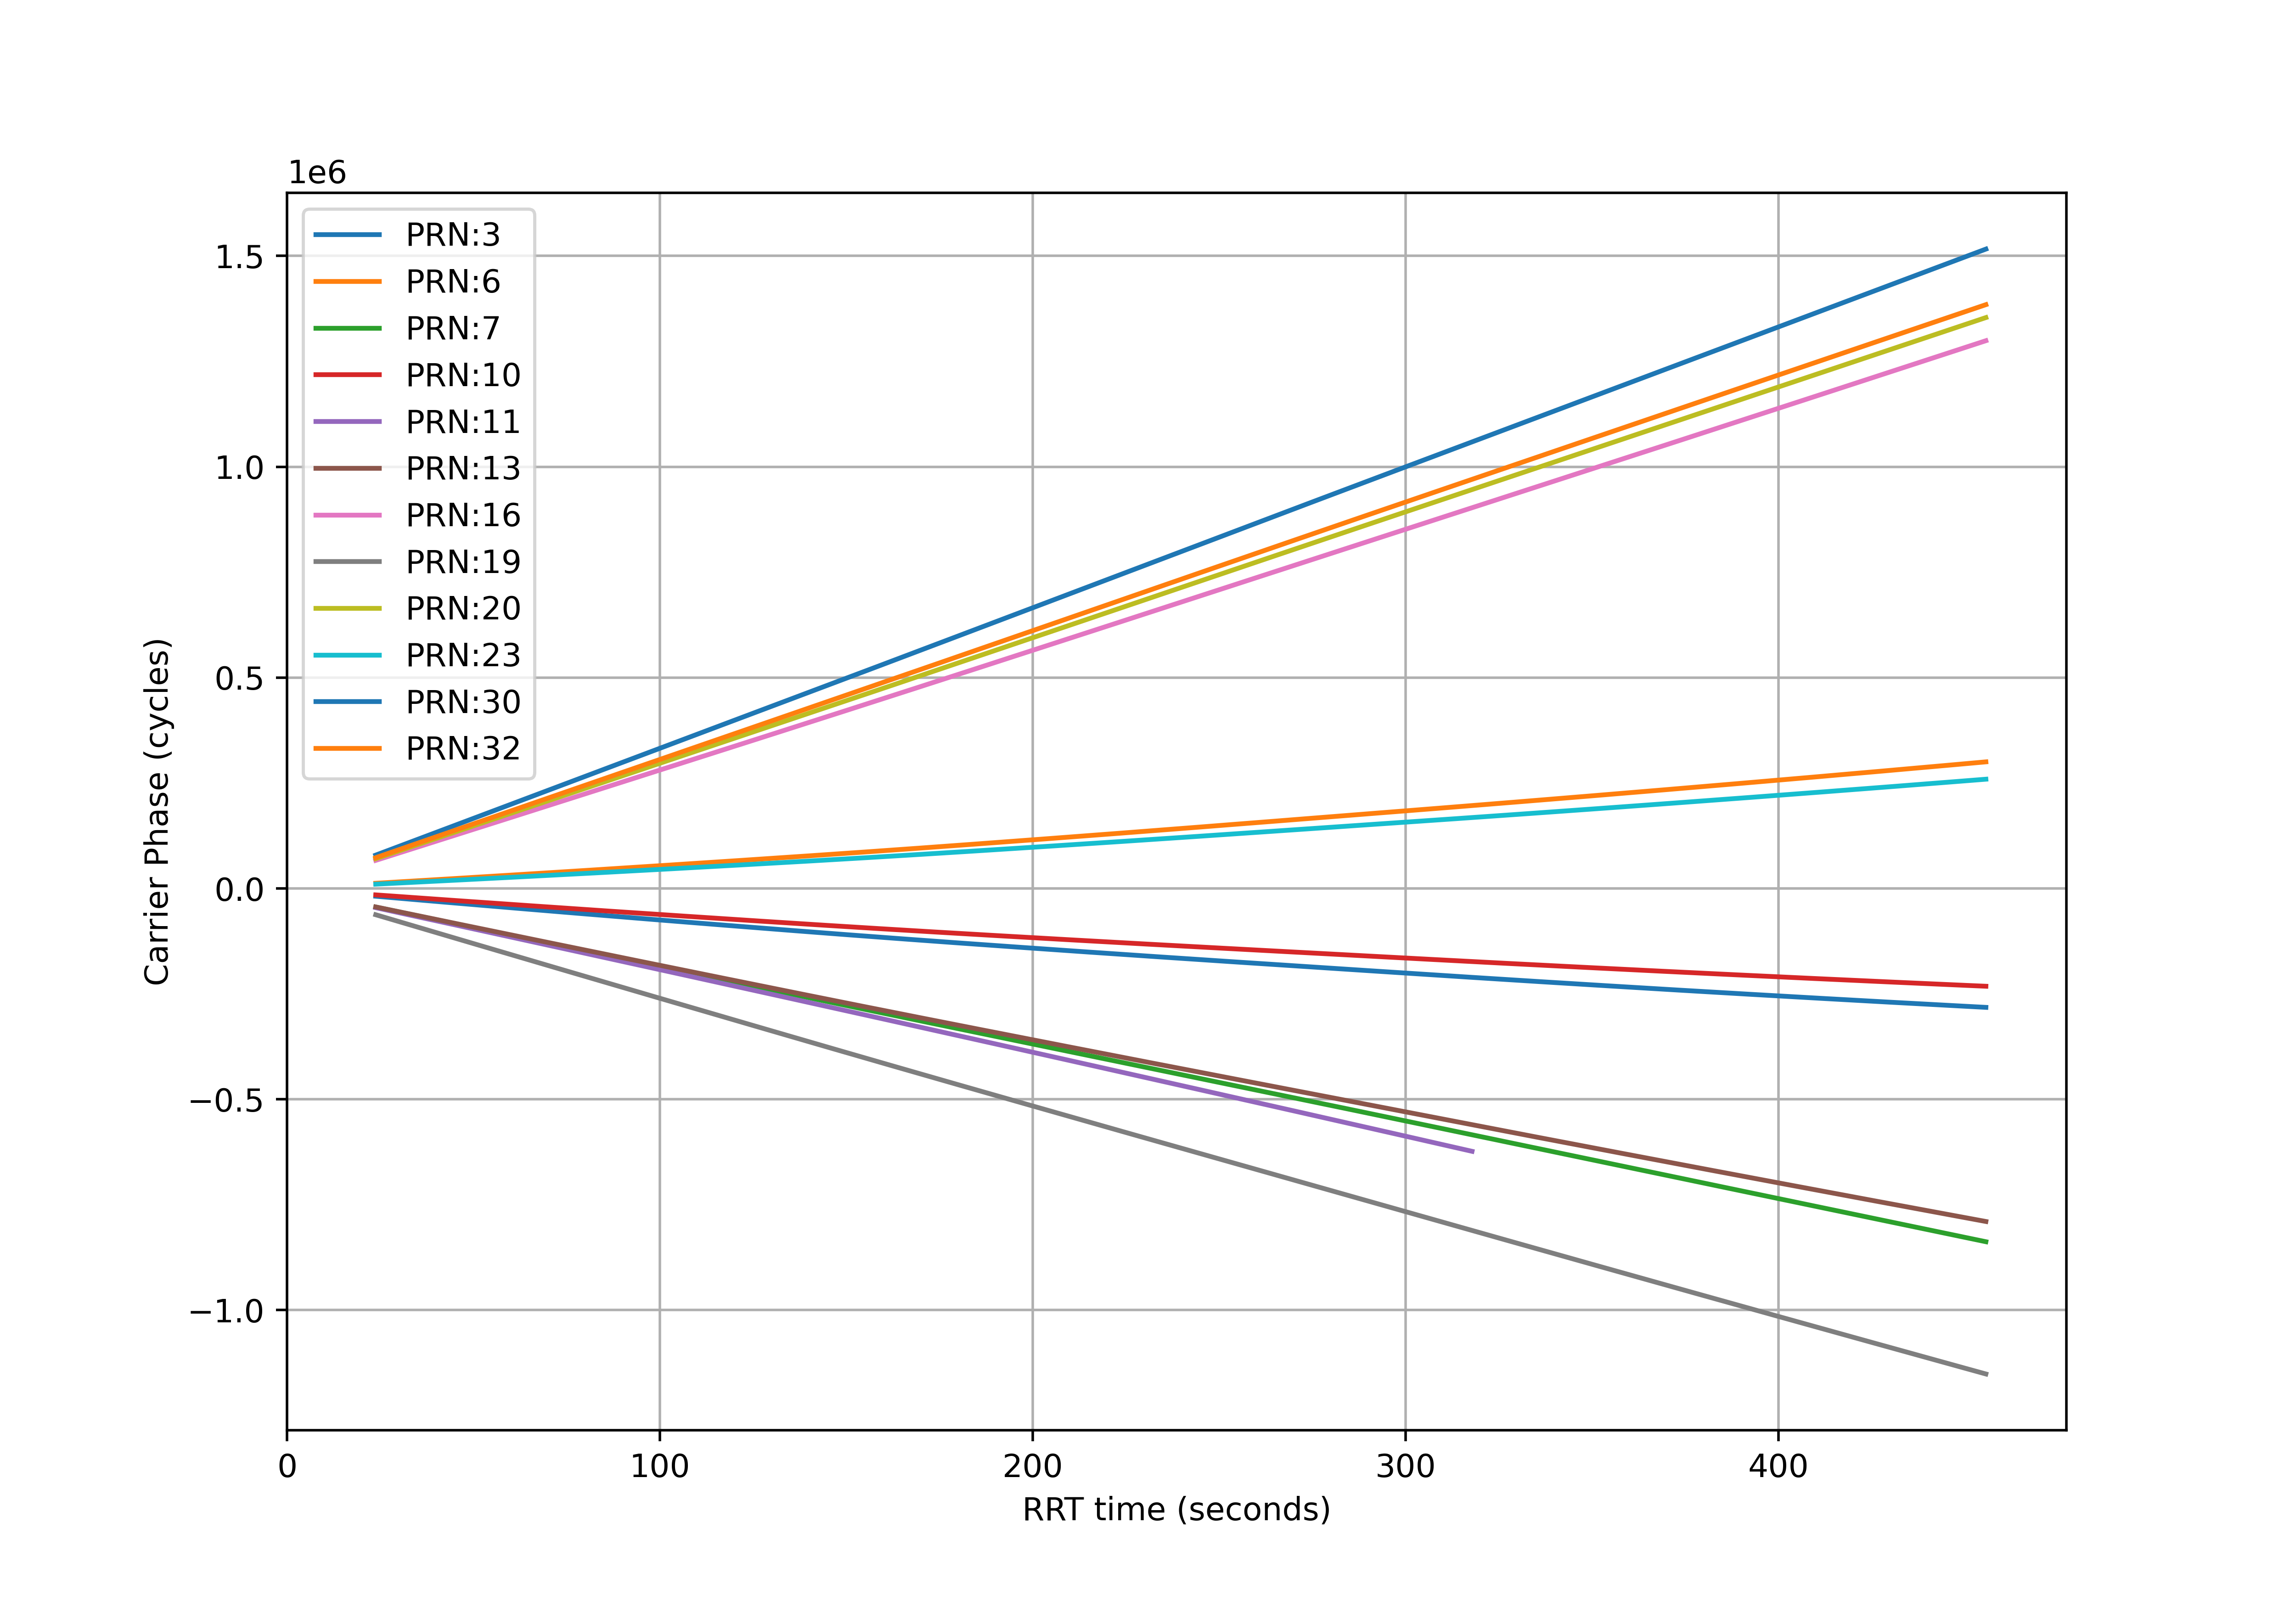 1e6
PRN:3
PRN:6
PRN:7
PRN:10
PRN:11
PRN:13
PRN:16
PRN:19
PRN:20
PRN:23
PRN:30
PRN:32
1.5
1.0
0.5
0.0
−0.5
−1.0
Carrier Phase (cycles)
0 100 200 300 400
RRT time (seconds)